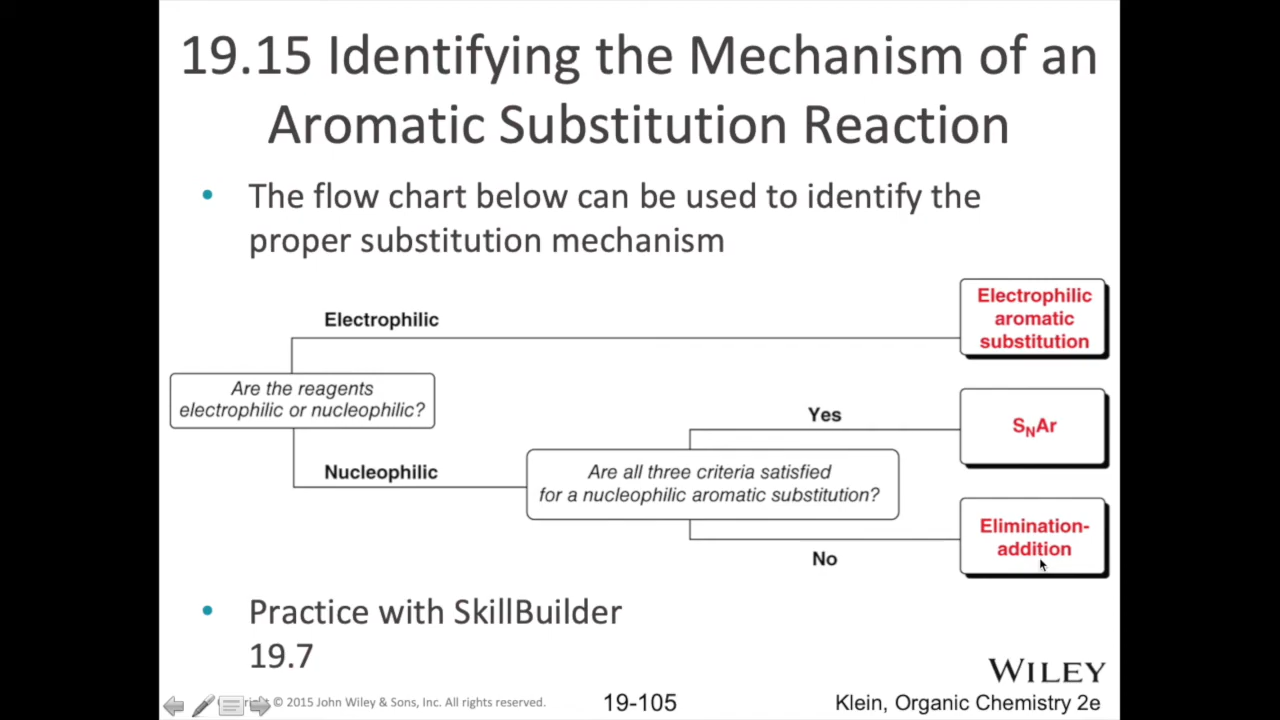 19.15 Identifying the Mechanism of an
Aromatic Substitution Reaction
• The flow chart below can be used to identify the
proper substitution mechanism
Electrophilic
Electrophilic
aromatic
substitution
Are the reagents
electrophilic or nucleophilic?
Yes
SNAr
Nucleophilic
Are all three criteria satisfied
for a nucleophilic aromatic substitution?
Elimination-
addition
No
• Practice with SkillBuilder
19.7
WILEY
© 2015 John Wiley & Sons, Inc. All rights reserved.
19-105
Klein, Organic Chemistry 2e